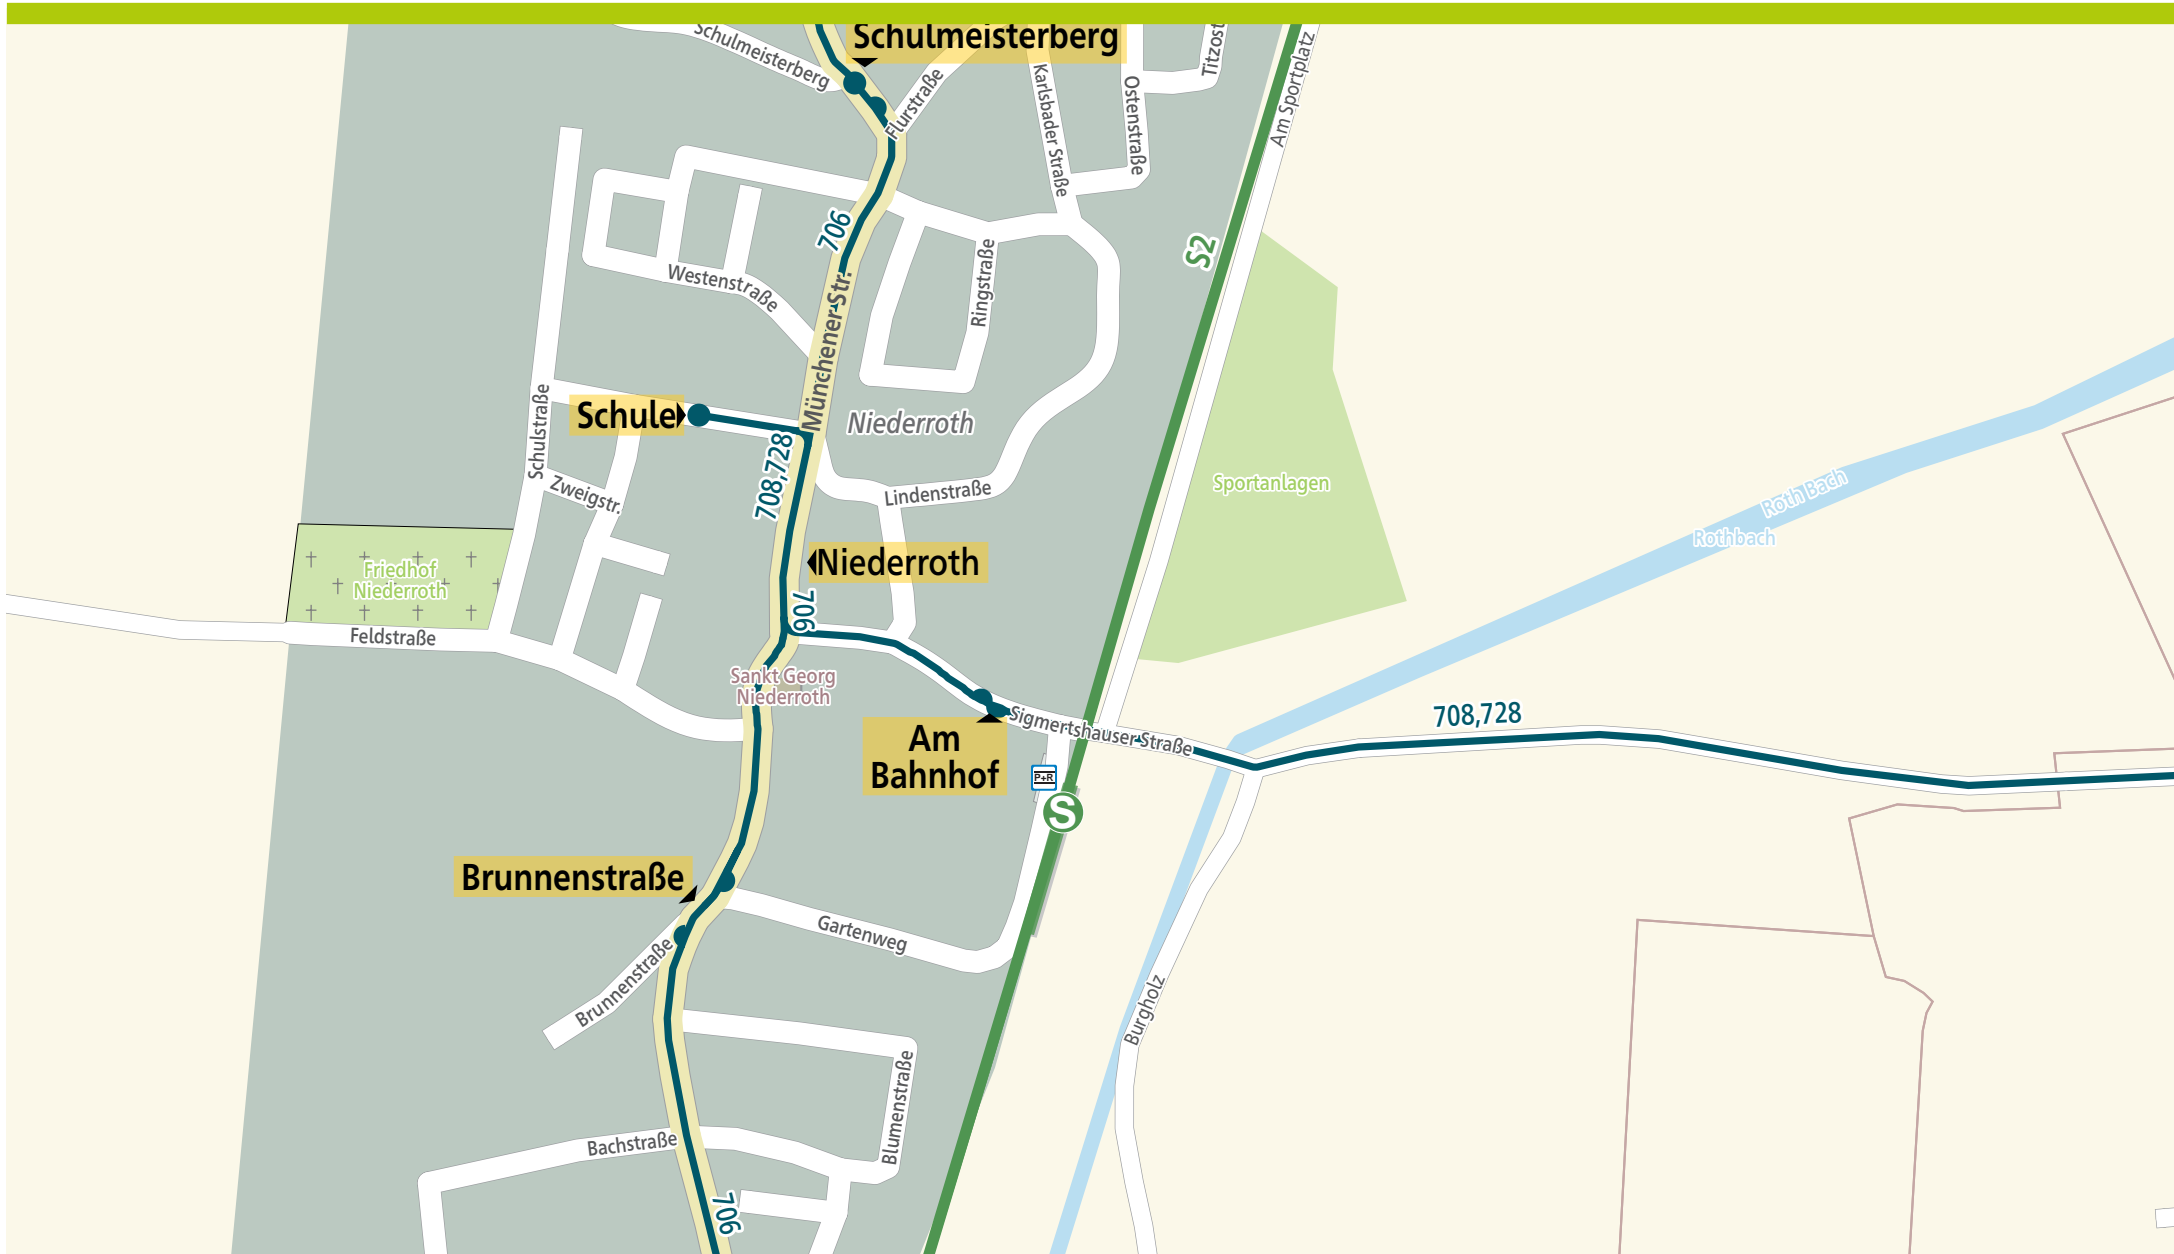 Schulmeisterberg
Schulmeisterberg
Flurstraße
Karlsbader Straße
Ostenstraße
Am Sportplatz
706
S2
Westenstraße
Ringstraße
Münchener Str.
Schulstraße
Schule
Niederroth
708,728
Zweigstr.
Lindenstraße
Sportanlagen
Roth Bach
Rothbach
Niederroth
Friedhof
Niederroth
706
Feldstraße
Sankt Georg
Niederroth
Sigmertshauser Straße
708,728
Am
Bahnhof
P+R
S
Brunnenstraße
Gartenweg
Brunnenstraße
Burgholz
Blumenstraße
Bachstraße
706